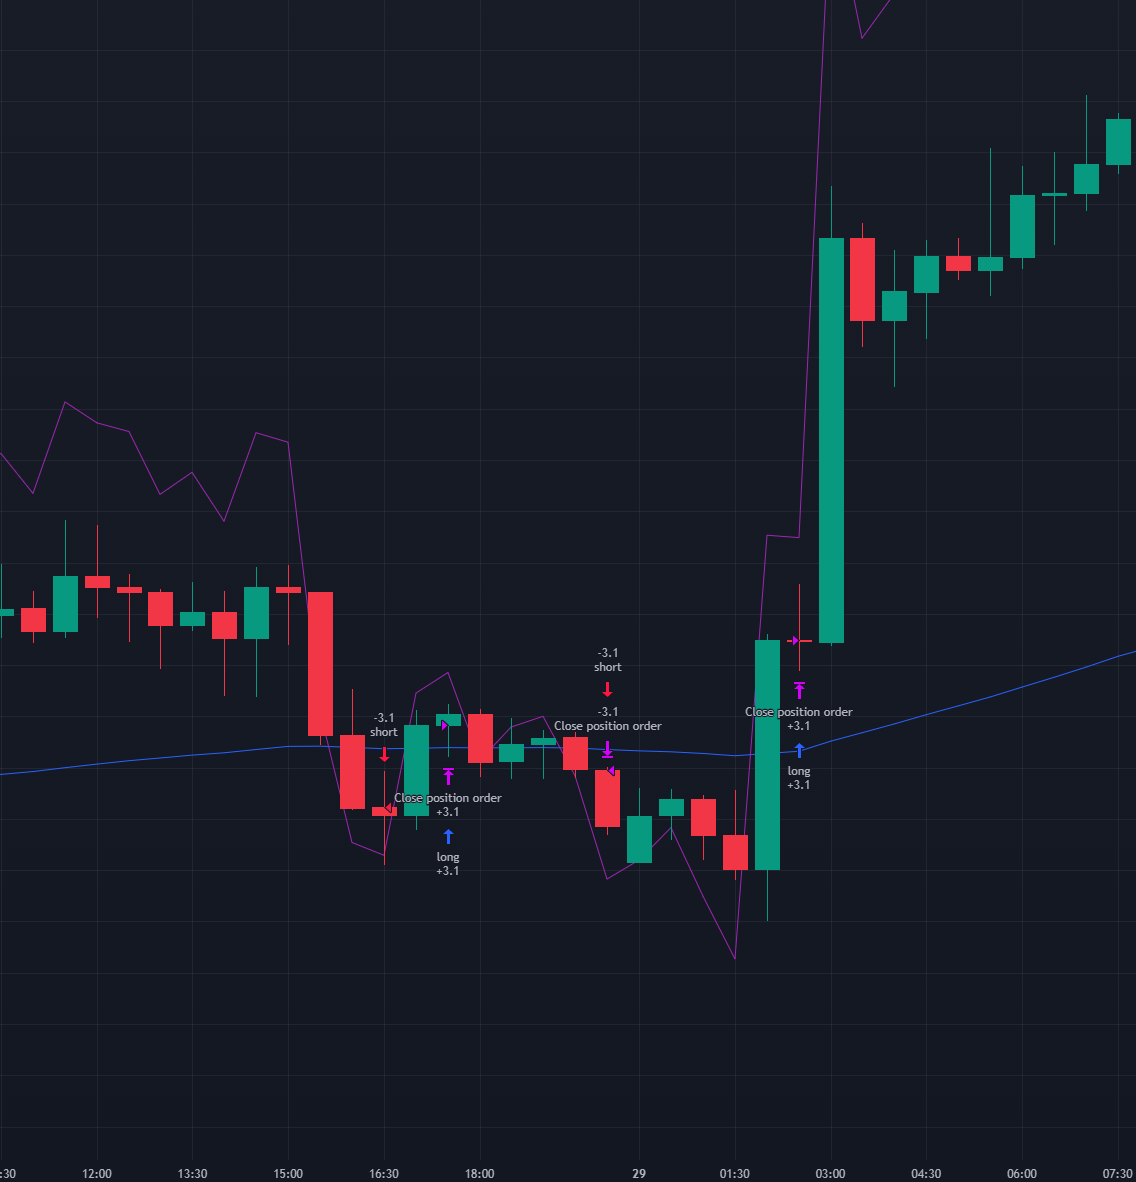 -3.1
short
-3.1
Close position order
-3.1
short
Close position order
+3.1
long
+3.1
Close position order
+3.1
long
+3.1
:30
12:00
13:30
15:00
16:30
18:00
29
01:30
03:00
04:30
06:00
07:30